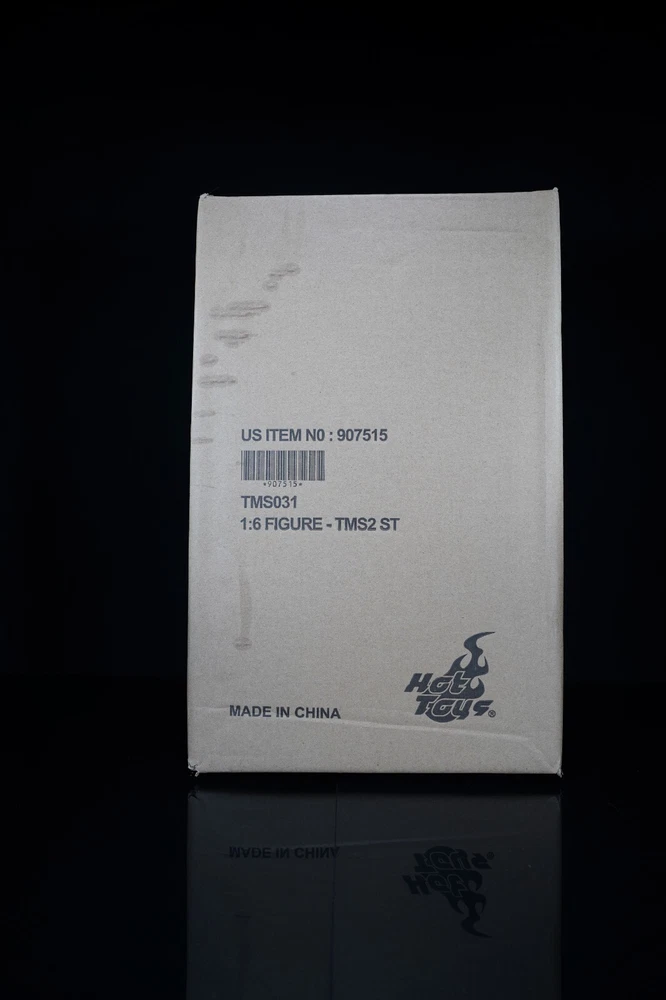 US ITEM N0 : 907515
*907515*
TMS031
1:6 FIGURE - TMS2 ST
Hot
Toys®
MADE IN CHINA